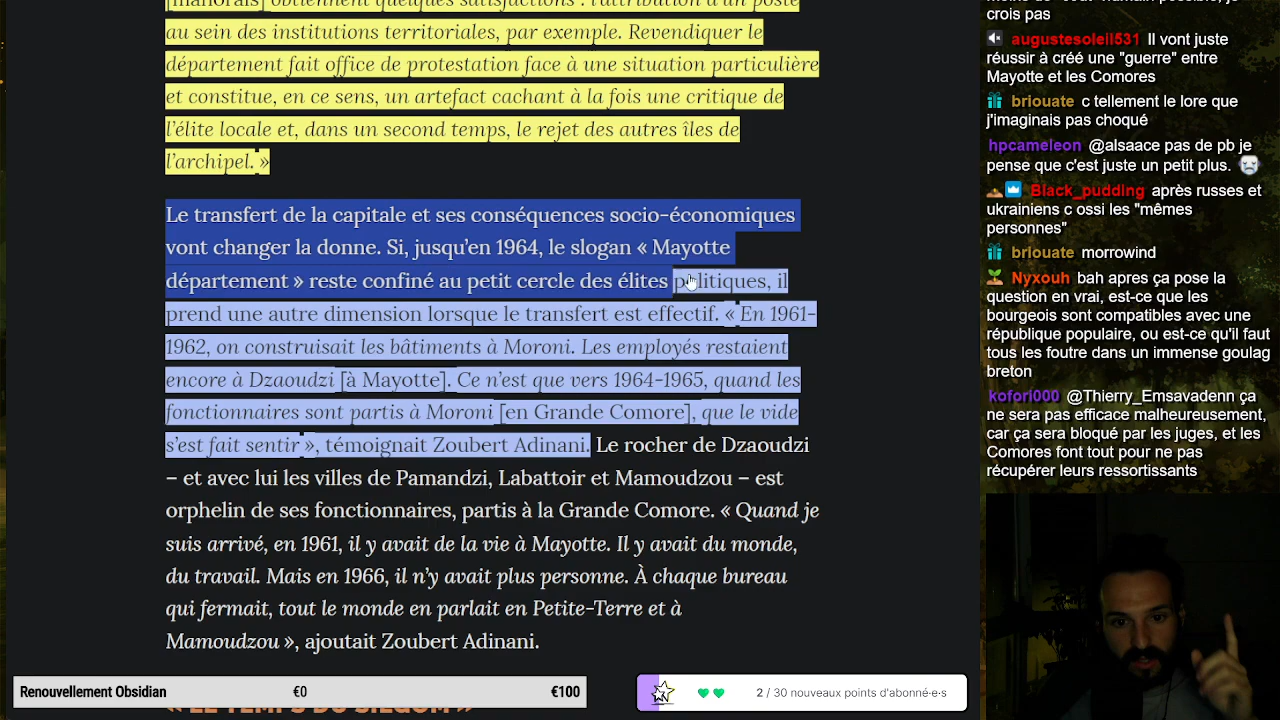 [mahorais] obtiennent quelques satisfactions : l'attribution d'un poste
au sein des institutions territoriales, par exemple. Revendiquer le
département fait office de protestation face à une situation particulière
et constitue, en ce sens, un artefact cachant à la fois une critique de
l'élite locale et, dans un second temps, le rejet des autres îles de
l'archipel. »
Le transfert de la capitale et ses conséquences socio-économiques
vont changer la donne. Si, jusqu'en 1964, le slogan « Mayotte
département » reste confiné au petit cercle des élites politiques, il
prend une autre dimension lorsque le transfert est effectif. « En 1961-
1962, on construisait les bâtiments à Moroni. Les employés restaient
encore à Dzaoudzi [à Mayotte]. Ce n'est que vers 1964-1965, quand les
fonctionnaires sont partis à Moroni [en Grande Comore], que le vide
s'est fait sentir », témoignait Zoubert Adinani. Le rocher de Dzaoudzi
– et avec lui les villes de Pamandzi, Labattoir et Mamoudzou – est
orphelin de ses fonctionnaires, partis à la Grande Comore. « Quand je
suis arrivé, en 1961, il y avait de la vie à Mayotte. Il y avait du monde,
du travail. Mais en 1966, il n'y avait plus personne. À chaque bureau
qui fermait, tout le monde en parlait en Petite-Terre et à
Mamoudzou », ajoutait Zoubert Adinani.
Renouvellement Obsidian €0 €100
2 / 30 nouveaux points d'abonné·e·s
crois pas
augustesoleil531 Il vont juste
réussir à créé une "guerre" entre
Mayotte et les Comores
briouate c tellement le lore que
j'imaginais pas choqué
hpcameleon @alsaace pas de pb je
pense que c'est juste un petit plus.
Black_pudding après russes et
ukrainiens c ossi les "mêmes
personnes"
briouate morrowind
Nyxouh bah apres ça pose la
question en vrai, est-ce que les
bourgeois sont compatibles avec une
république populaire, ou est-ce qu'il faut
tous les foutre dans un immense goulag
breton
kofori000 @Thierry_Emsavadenn ça
ne sera pas efficace malheureusement,
car ça sera bloqué par les juges, et les
Comores font tout pour ne pas
récupérer leurs ressortissants